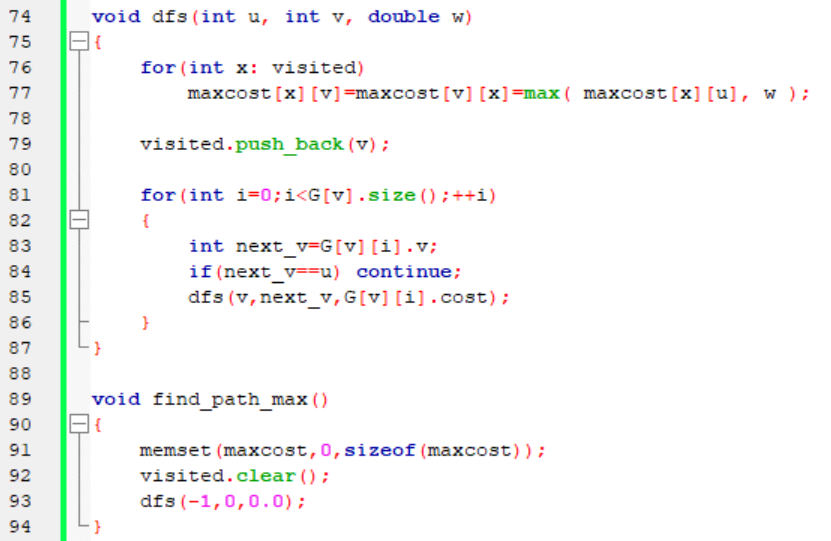 74 void dfs(int u, int v, double w)
75 {
76 for(int x: visited)
77 maxcost[x][v]=maxcost[v][x]=max( maxcost[x][u], w );
78
79 visited.push_back(v);
80
81 for(int i=0;i<G[v].size();++i)
82 {
83 int next_v=G[v][i].v;
84 if(next_v==u) continue;
85 dfs(v,next_v,G[v][i].cost);
86 }
87 }
88
89 void find_path_max()
90 {
91 memset(maxcost,0,sizeof(maxcost));
92 visited.clear();
93 dfs(-1,0,0.0);
94 }